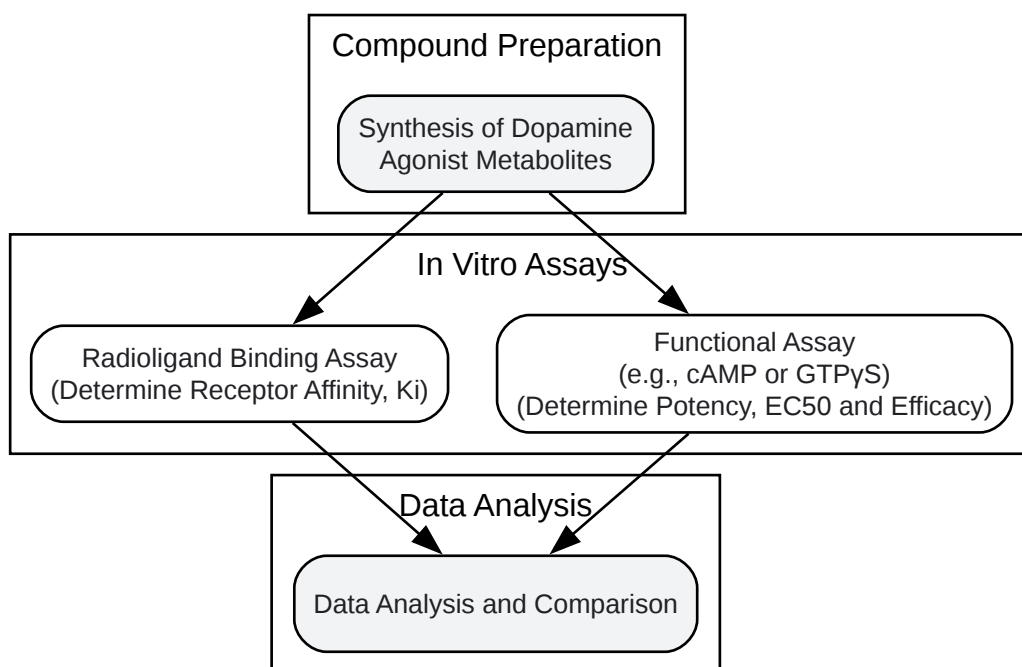 Compound Preparation
Synthesis of Dopamine
Agonist Metabolites
In Vitro Assays
Radioligand Binding Assay
(Determine Receptor Affinity, Ki)
Functional Assay
(e.g., cAMP or GTPγS)
(Determine Potency, EC50 and Efficacy)
Data Analysis
Data Analysis and Comparison